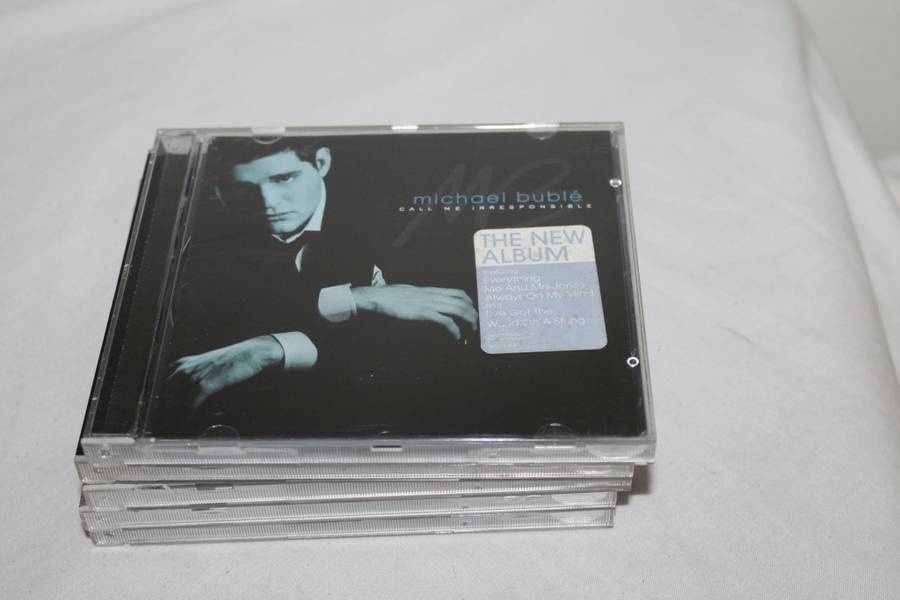 michael bublé
CALL ME IRRESPONSIBLE
THE NEW
ALBUM
featuring
Everything
Me And Mrs Jones
Always On My Mind
and
I've Got The
World On A String